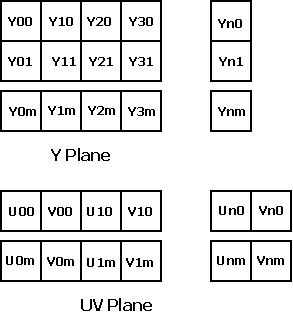 Y00 Y10 Y20 Y30 Yn0
Y01 Y11 Y21 Y31 Yn1
Y0m Y1m Y2m Y3m Ynm
Y Plane
U00 V00 U10 V10 Un0 Vn0
U0m V0m U1m V1m Unm Vnm
UV Plane